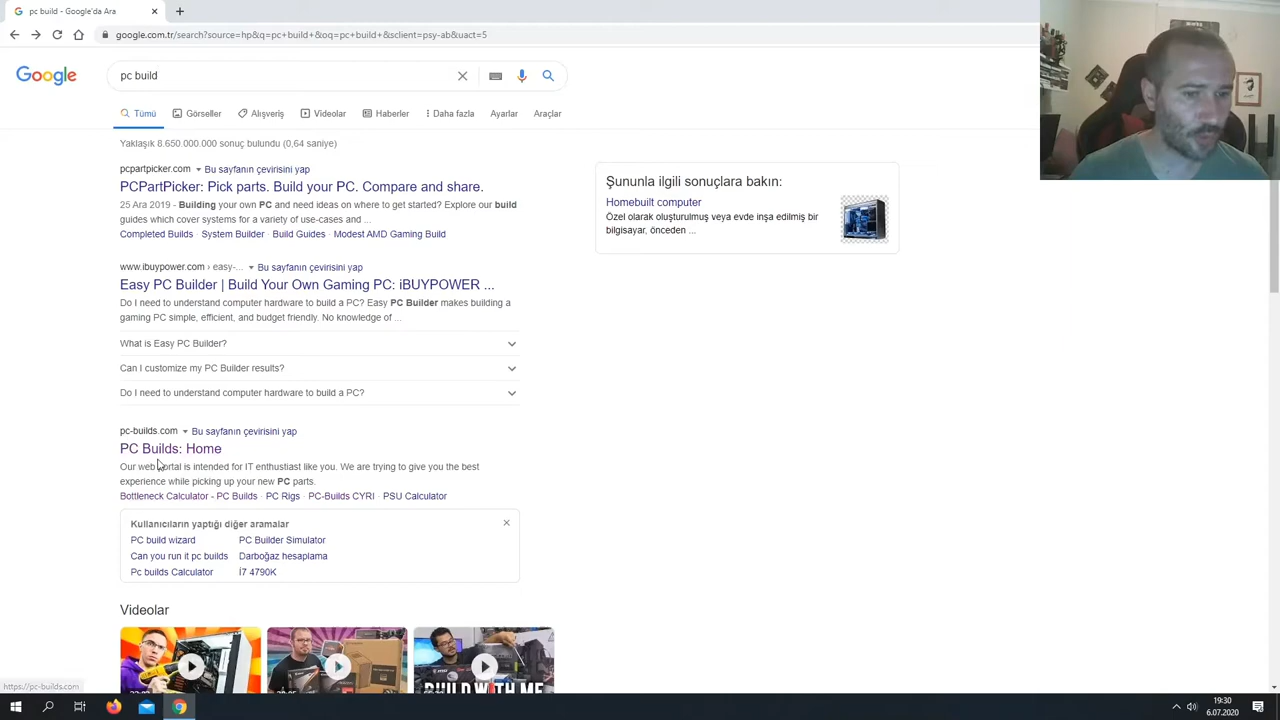 pc build - Google'da Ara
google.com.tr/search?source=hp&q=pc+build+&oq=pc+build+&sclient=psy-ab&uact=5
Google
pc build
Tümü Görseller Alışveriş Videolar Haberler Daha fazla Ayarlar Araçlar
Yaklaşık 8.650.000.000 sonuç bulundu (0,64 saniye)
pcpartpicker.com Bu sayfanın çevirisini yap
PCPartPicker: Pick parts. Build your PC. Compare and share.
25 Ara 2019 - Building your own PC and need ideas on where to get started? Explore our build
guides which cover systems for a variety of use-cases and ...
Completed Builds · System Builder · Build Guides · Modest AMD Gaming Build
www.ibuypower.com › easy-... Bu sayfanın çevirisini yap
Easy PC Builder | Build Your Own Gaming PC: iBUYPOWER ...
Do I need to understand computer hardware to build a PC? Easy PC Builder makes building a
gaming PC simple, efficient, and budget friendly. No knowledge of ...
What is Easy PC Builder?
Can I customize my PC Builder results?
Do I need to understand computer hardware to build a PC?
pc-builds.com Bu sayfanın çevirisini yap
PC Builds: Home
Our web portal is intended for IT enthusiast like you. We are trying to give you the best
experience while picking up your new PC parts.
Bottleneck Calculator - PC Builds · PC Rigs · PC-Builds CYRI · PSU Calculator
Kullanıcıların yaptığı diğer aramalar
PC build wizard PC Builder Simulator
Can you run it pc builds Darboğaz hesaplama
Pc builds Calculator İ7 4790K
Videolar
BUILD WITH ME
Şununla ilgili sonuçlara bakın:
Homebuilt computer
Özel olarak oluşturulmuş veya evde inşa edilmiş bir
bilgisayar, önceden ...
https://pc-builds.com
19:30
6.07.2020